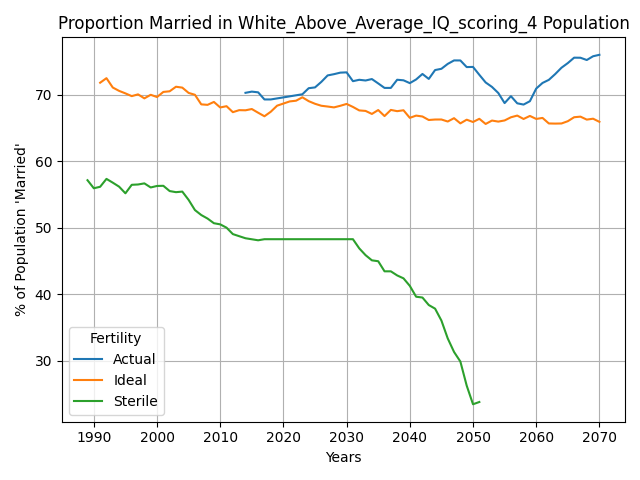 Proportion Married in White_Above_Average_IQ_scoring_4 Population
% of Population 'Married'
70
60
50
40
30
Fertility
Actual
Ideal
Sterile
1990 2000 2010 2020 2030 2040 2050 2060 2070
Years